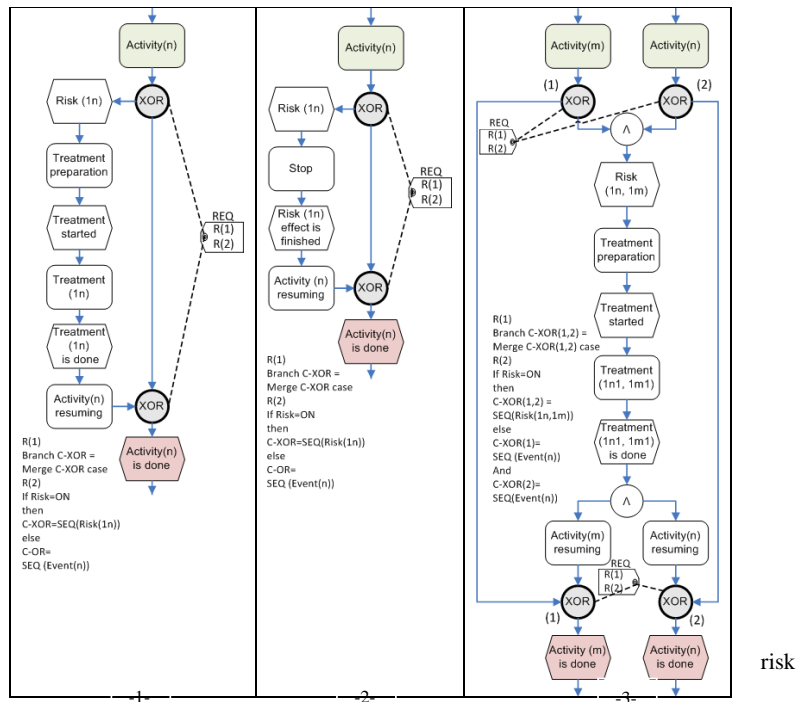 Activity(n)
XOR
Risk (1n)
Treatment
preparation
REQ
R(1)
R(2)
Treatment
started
Treatment
(1n)
Treatment
(1n)
is done
Activity(n)
resuming
XOR
Activity(n)
is done
R(1)
Branch C-XOR =
Merge C-XOR case
R(2)
If Risk=ON
then
C-XOR=SEQ(Risk(1n))
else
C-OR=
SEQ (Event(n))
-1-
Activity(n)
XOR
Risk (1n)
Stop
REQ
R(1)
R(2)
Risk (1n)
effect is
finished
Activity (n)
resuming
XOR
Activity(n)
is done
R(1)
Branch C-XOR =
Merge C-XOR case
R(2)
If Risk=ON
then
C-XOR=SEQ(Risk(1n))
else
C-OR=
SEQ (Event(n))
-2-
Activity(m)
Activity(n)
(1)
(2)
XOR
XOR
REQ
R(1)
R(2)
Λ
Risk
(1n, 1m)
Treatment
preparation
Treatment
started
R(1)
Branch C-XOR(1,2) =
Merge C-XOR(1,2) case
R(2)
If Risk=ON
then
C-XOR(1,2) =
SEQ(Risk(1n,1m))
else
C-XOR(1)=
SEQ (Event(n))
And
C-XOR(2)=
SEQ(Event(n))
Treatment
(1n1, 1m1)
Treatment
(1n1, 1m1)
is done
Λ
Activity(m)
resuming
Activity(n)
resuming
REQ
R(1)
R(2)
XOR
XOR
(1)
(2)
Activity (m)
is done
Activity(n)
is done
-3-
risk